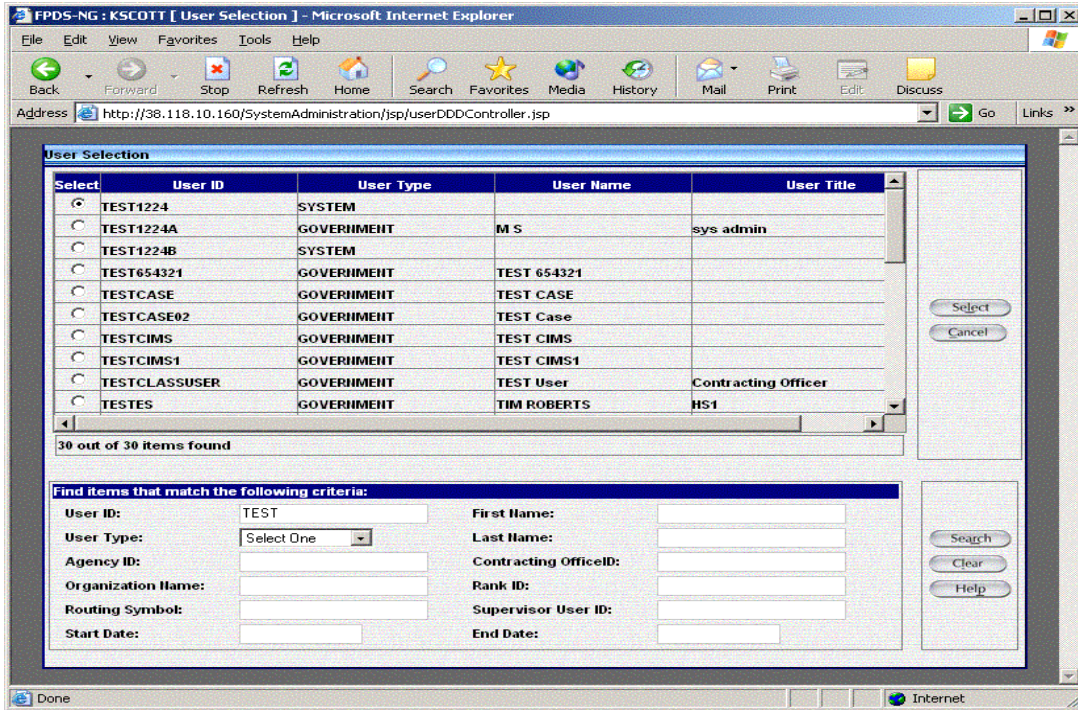 FPDS-NG : KSCOTT [ User Selection ] - Microsoft Internet Explorer
File Edit View Favorites Tools Help
Back Forward Stop Refresh Home Search Favorites Media History Mail Print Edit Discuss
Address http://38.118.10.160/SystemAdministration/jsp/userDDDController.jsp Go Links »
User Selection
Select User ID User Type User Name User Title
TEST1224 SYSTEM
TEST1224A GOVERNMENT M S sys admin
TEST1224B SYSTEM
TEST654321 GOVERNMENT TEST 654321
TESTCASE GOVERNMENT TEST CASE
TESTCASE02 GOVERNMENT TEST Case
TESTCIMS GOVERNMENT TEST CIMS
TESTCIMS1 GOVERNMENT TEST CIMS1
TESTCLASSUSER GOVERNMENT TEST User Contracting Officer
TESTES GOVERNMENT TIM ROBERTS HS1
Select
Cancel
30 out of 30 items found
Find items that match the following criteria:
User ID: TEST First Name:
User Type: Select One Last Name:
Agency ID: Contracting OfficeID:
Organization Name: Rank ID:
Routing Symbol: Supervisor User ID:
Start Date: End Date:
Search
Clear
Help
Done Internet